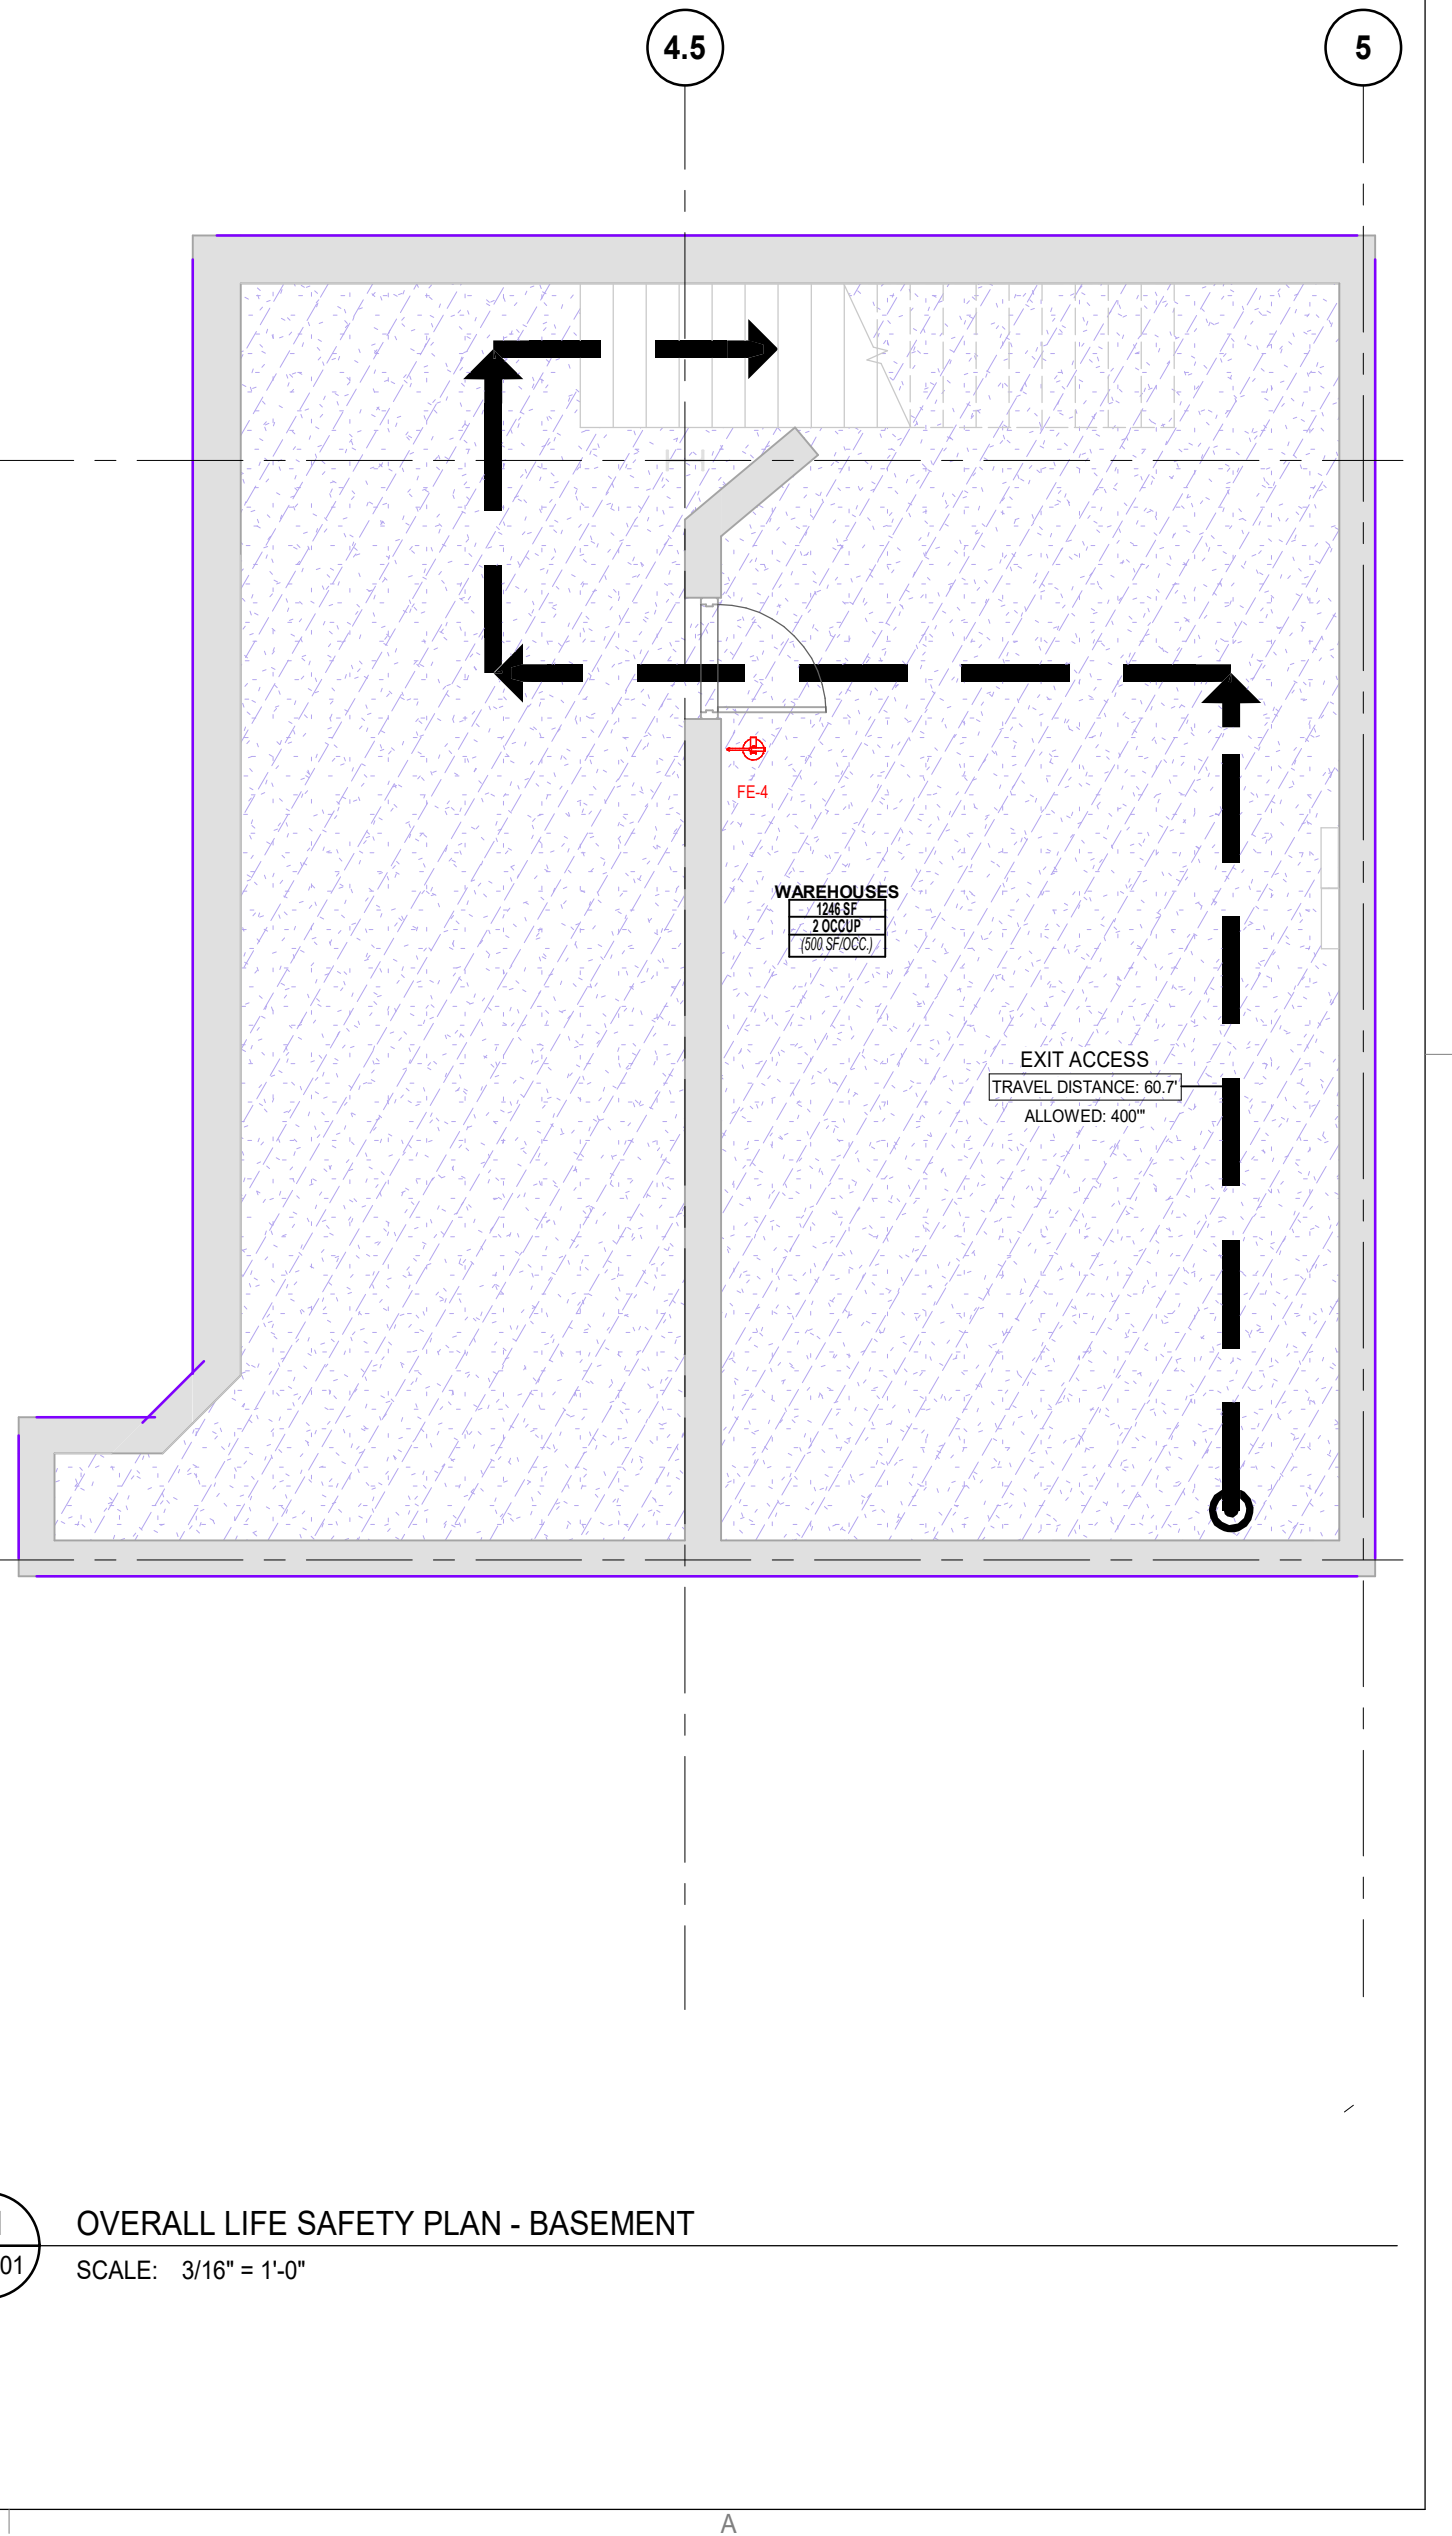 4.5
5
FE-4
WAREHOUSES
1246 SF
2 OCCUP
(500 SF/OCC.)
EXIT ACCESS
TRAVEL DISTANCE: 60.7'
ALLOWED: 400'"
OVERALL LIFE SAFETY PLAN - BASEMENT
01
SCALE: 3/16" = 1'-0"
A